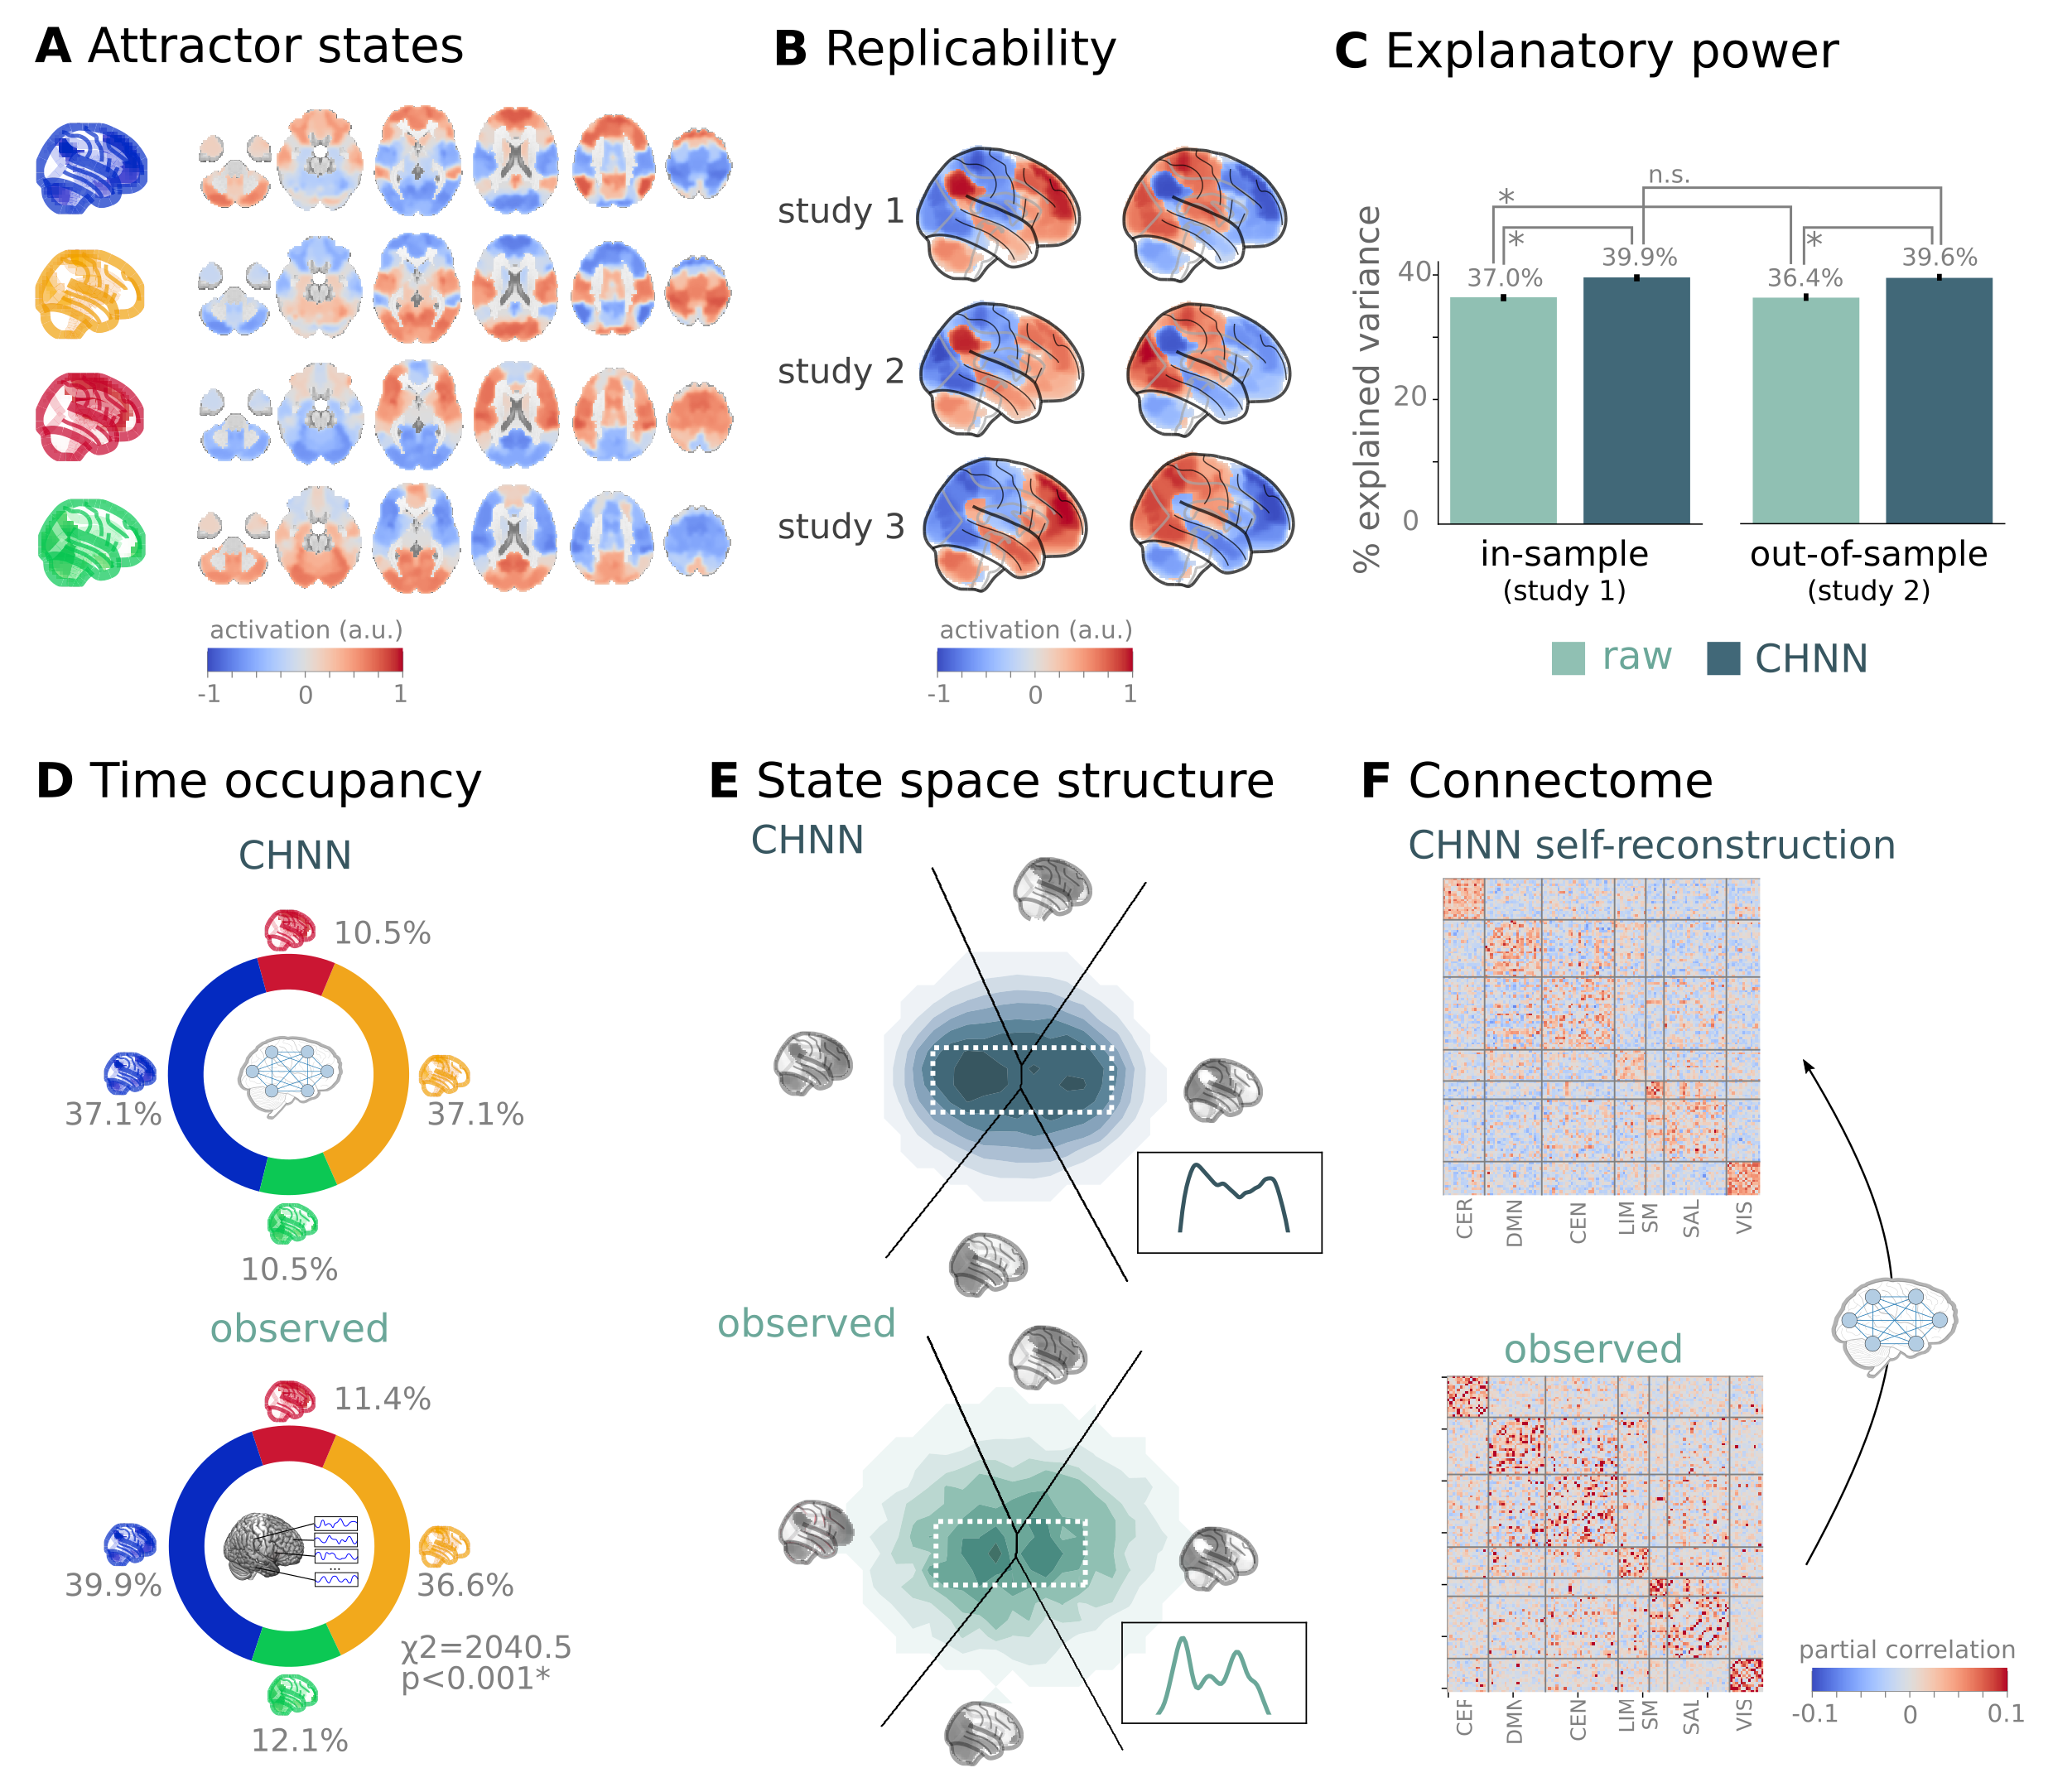 A Attractor states
activation (a.u.)
-1 0 1
B Replicability
study 1
study 2
study 3
activation (a.u.)
-1 0 1
C Explanatory power
% explained variance
40
20
0
n.s.
*
* *
37.0% 39.9% 36.4% 39.6%
in-sample
(study 1)
out-of-sample
(study 2)
raw CHNN
D Time occupancy
CHNN
10.5%
37.1% 37.1%
10.5%
observed
11.4%
39.9% 36.6%
χ2=2040.5
p<0.001*
12.1%
...
E State space structure
CHNN
observed
F Connectome
CHNN self-reconstruction
CER DMN CEN LIM SM SAL VIS
observed
CER DMN CEN LIM SM SAL VIS
partial correlation
-0.1 0 0.1